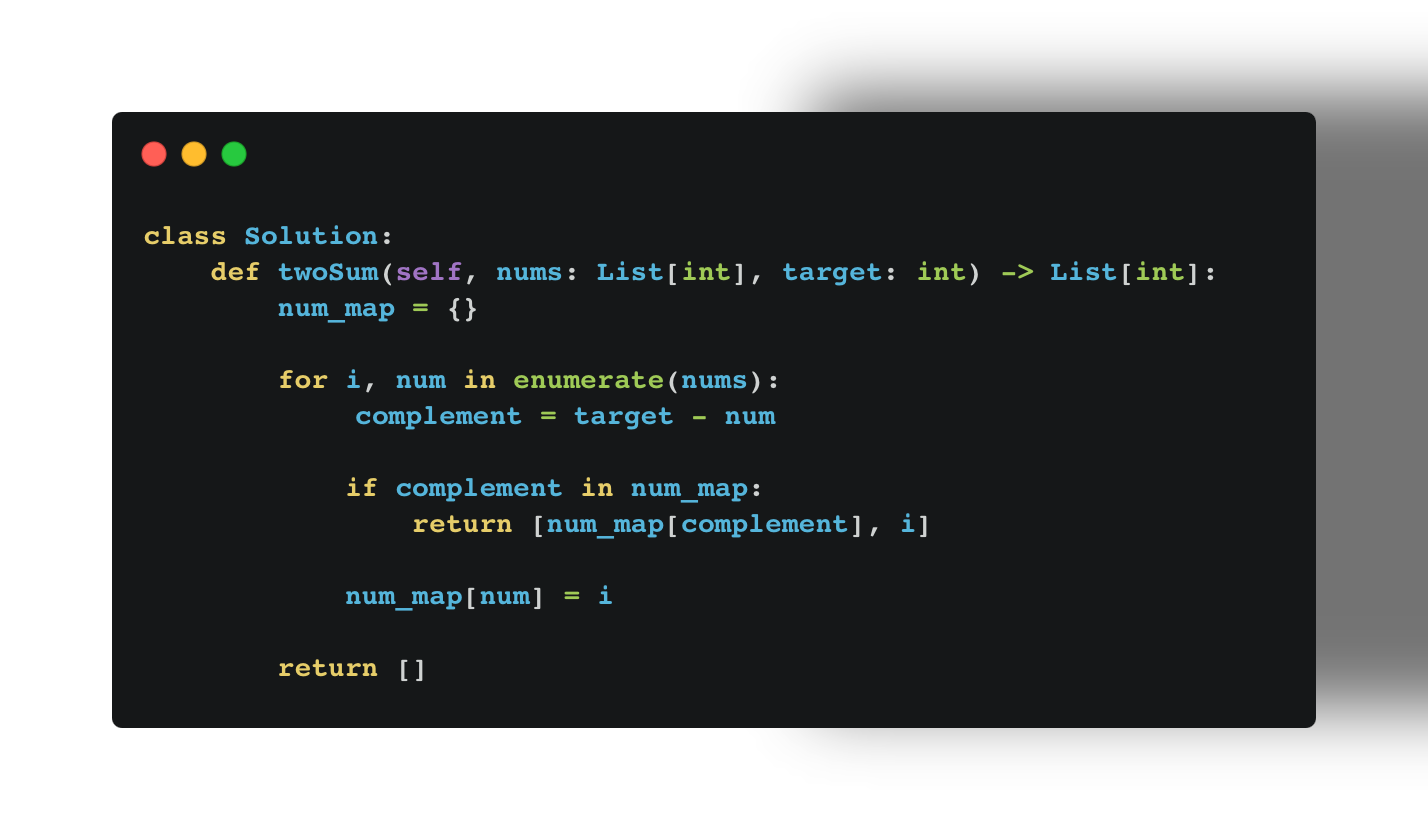 class Solution:
    def twoSum(self, nums: List[int], target: int) -> List[int]:
        num_map = {}

        for i, num in enumerate(nums):
            complement = target - num

            if complement in num_map:
                return [num_map[complement], i]

            num_map[num] = i

        return []